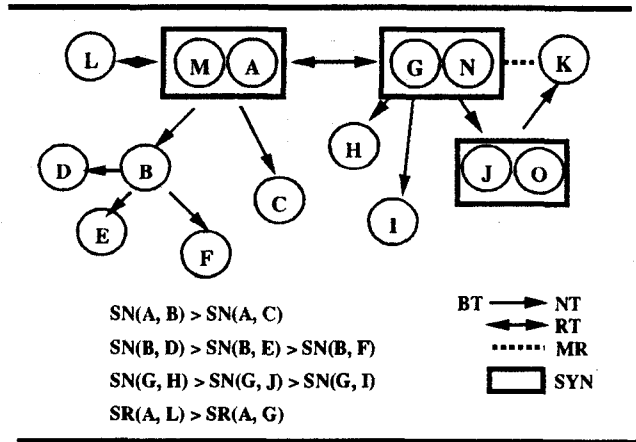 L M A G N K
H J O
D B C I
E F
SN(A, B) > SN(A, C)
SN(B, D) > SN(B, E) > SN(B, F)
SN(G, H) > SN(G, J) > SN(G, I)
SR(A, L) > SR(A, G)
BT NT
RT
MR
SYN